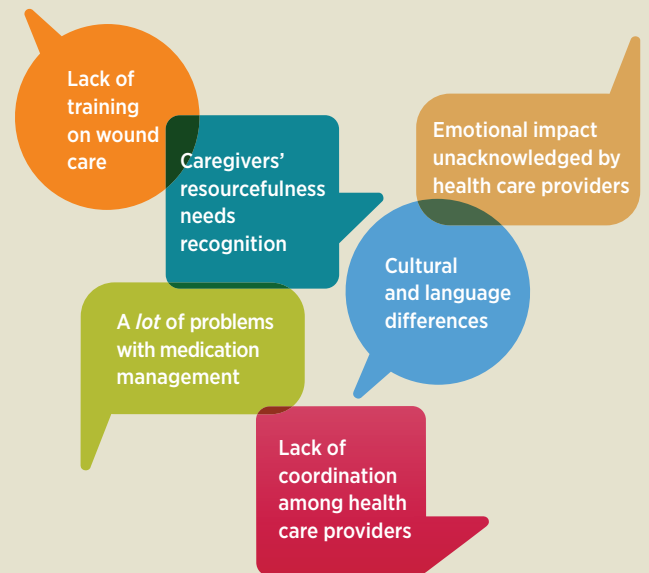 Lack of
training
on wound
care
Caregivers’
resourcefulness
needs
recognition
Emotional impact
unacknowledged by
health care providers
Cultural
and language
differences
A lot of problems
with medication
management
Lack of
coordination
among health
care providers